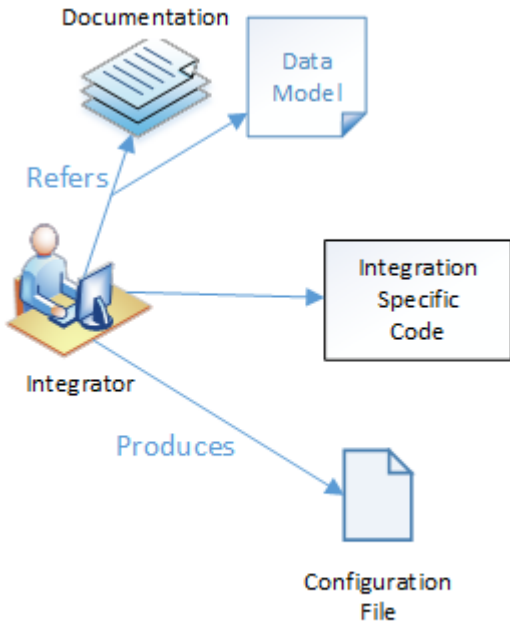 Documentation
Data
Model
Refers
Integration
Specific
Code
Integrator
Produces
Configuration
File